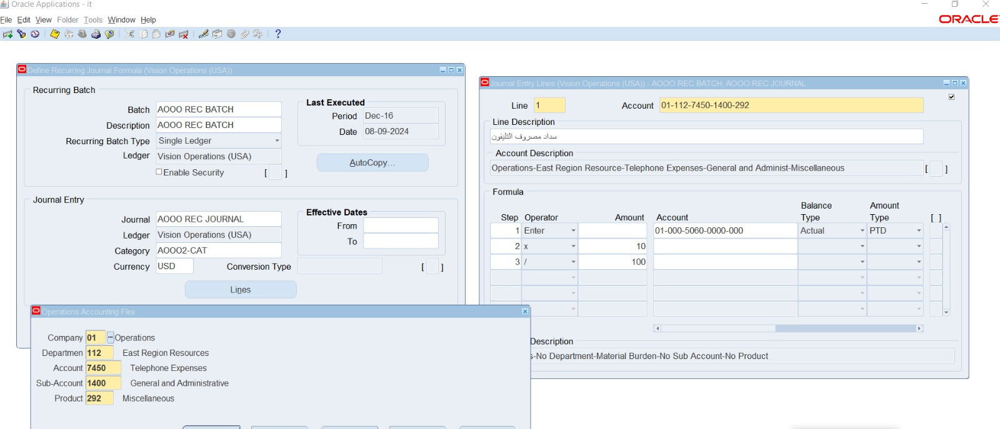 Oracle Applications - it
File Edit View Folder Tools Window Help
ORACLE
Define Recurring Journal Formula (Vision Operations (USA))
Recurring Batch
Batch AOOO REC BATCH
Description AOOO REC BATCH
Recurring Batch Type Single Ledger
Ledger Vision Operations (USA)
Enable Security [ ]
Last Executed
Period Dec-16
Date 08-09-2024
AutoCopy...
Journal Entry
Journal AOOO REC JOURNAL
Ledger Vision Operations (USA)
Category AOOO2-CAT
Currency USD
Conversion Type [ ]
Effective Dates
From
To
Lines
Operations Accounting Flex
Company 01 ... Operations
Departmen 112 East Region Resources
Account 7450 Telephone Expenses
Sub-Account 1400 General and Administrative
Product 292 Miscellaneous
Journal Entry Lines (Vision Operations (USA)) - AOOO REC BATCH, AOOO REC JOURNAL
Line 1 Account 01-112-7450-1400-292
Line Description
سداد مصروف التليفون
Account Description
Operations-East Region Resource-Telephone Expenses-General and Administ-Miscellaneous [ ]
Formula
Step Operator Amount Account Balance Type Amount Type [ ]
1 Enter 01-000-5060-0000-000 Actual PTD
2 x 10
3 / 100
Description
s-No Department-Material Burden-No Sub Account-No Product